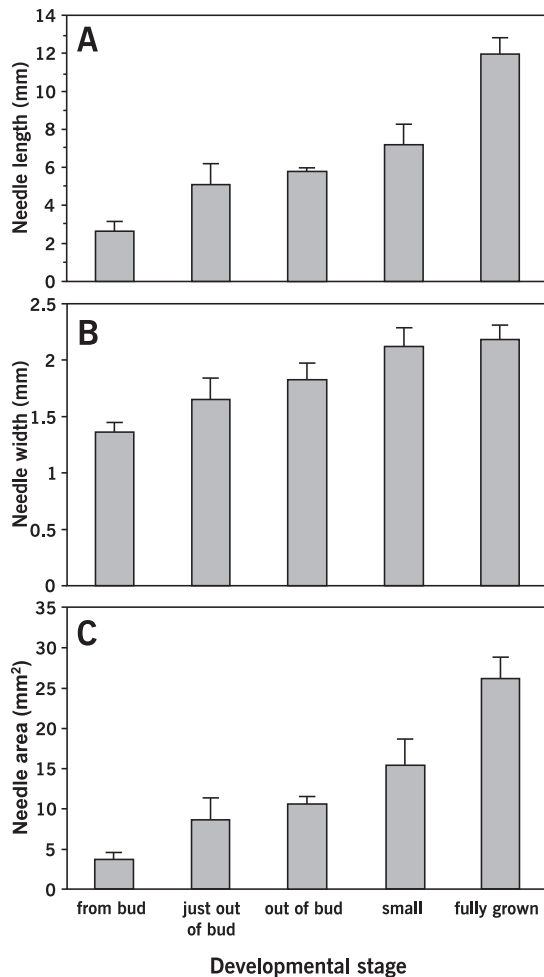 A
Needle length (mm)
14
12
10
8
6
4
2
0
B
Needle width (mm)
2.5
2
1.5
1
0.5
0
C
Needle area (mm²)
35
30
25
20
15
10
5
0
from bud
just out
of bud
out of bud
small
fully grown
Developmental stage